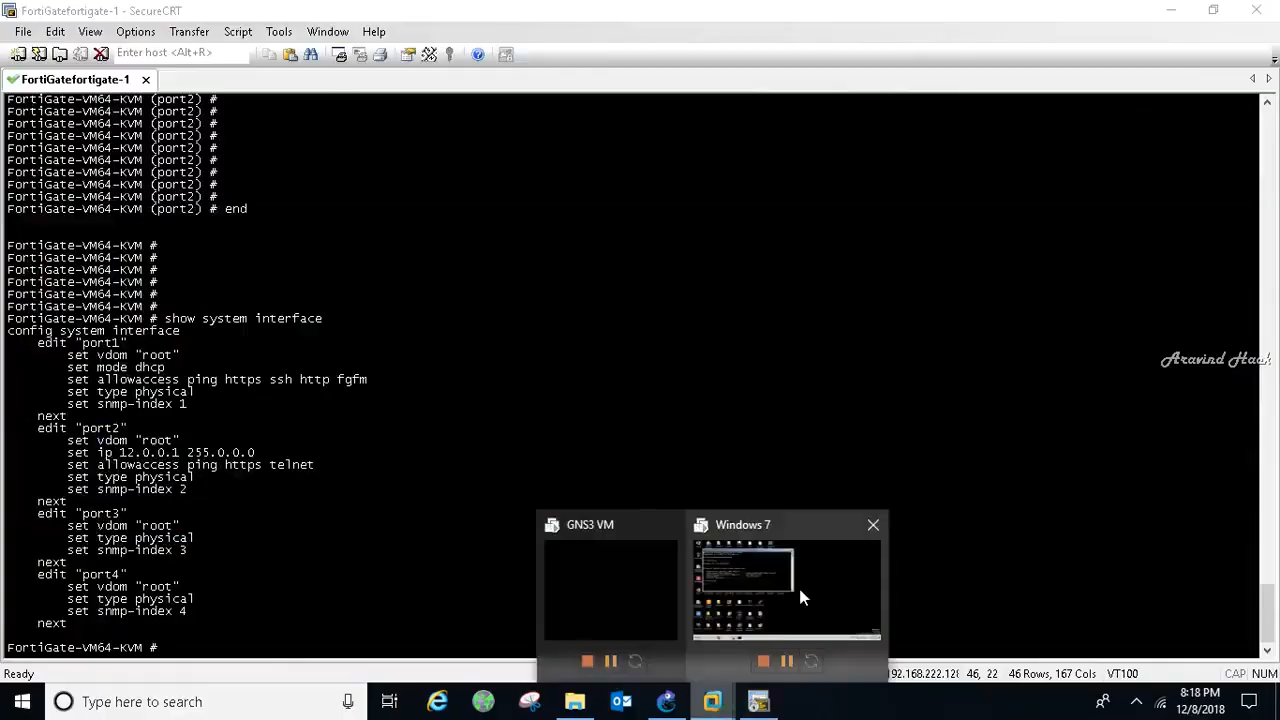 FortiGatefortigate-1 - SecureCRT
File Edit View Options Transfer Script Tools Window Help
Enter host <Alt+R>
FortiGatefortigate-1
FortiGate-VM64-KVM (port2) #
FortiGate-VM64-KVM (port2) #
FortiGate-VM64-KVM (port2) #
FortiGate-VM64-KVM (port2) #
FortiGate-VM64-KVM (port2) #
FortiGate-VM64-KVM (port2) #
FortiGate-VM64-KVM (port2) #
FortiGate-VM64-KVM (port2) #
FortiGate-VM64-KVM (port2) #
FortiGate-VM64-KVM (port2) # end
FortiGate-VM64-KVM #
FortiGate-VM64-KVM #
FortiGate-VM64-KVM #
FortiGate-VM64-KVM #
FortiGate-VM64-KVM #
FortiGate-VM64-KVM #
FortiGate-VM64-KVM # show system interface
config system interface
edit "port1"
set vdom "root"
set mode dhcp
set allowaccess ping https ssh http fgfm
set type physical
set snmp-index 1
next
edit "port2"
set vdom "root"
set ip 12.0.0.1 255.0.0.0
set allowaccess ping https telnet
set type physical
set snmp-index 2
next
edit "port3"
set vdom "root"
set type physical
set snmp-index 3
next
edit "port4"
set vdom "root"
set type physical
set snmp-index 4
next
FortiGate-VM64-KVM #
Aravind Hack
GNS3 VM
Windows 7
Ready
192.168.222.128 46, 22 46 Rows, 167 Cols VT100 CAP NUM
Type here to search
8:18 PM
12/8/2018